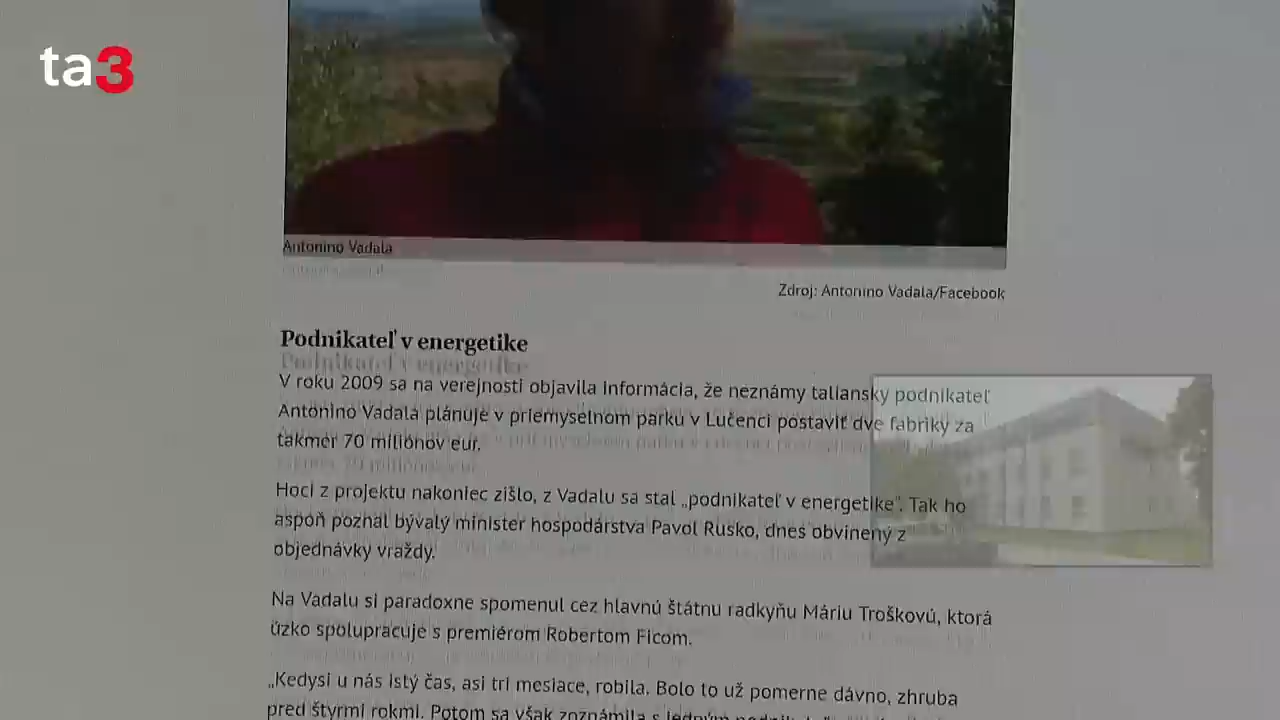 ta3
Antonino Vadala
Zdroj: Antonino Vadala/Facebook
Podnikateľ v energetike
V roku 2009 sa na verejnosti objavila informácia, že neznámy taliansky podnikateľ
Antonino Vadala plánuje v priemyselnom parku v Lučenci postaviť dve fabriky za
takmer 70 miliónov eur.
Hoci z projektu nakoniec zišlo, z Vadalu sa stal „podnikateľ v energetike“. Tak ho
aspoň poznal bývalý minister hospodárstva Pavol Rusko, dnes obvinený z
objednávky vraždy.
Na Vadalu si paradoxne spomenul cez hlavnú štátnu radkyňu Máriu Troškovú, ktorá
úzko spolupracuje s premiérom Robertom Ficom.
„Kedysi u nás istý čas, asi tri mesiace, robila. Bolo to už pomerne dávno, zhruba
pred štyrmi rokmi. Potom sa však zoznámila s jedným